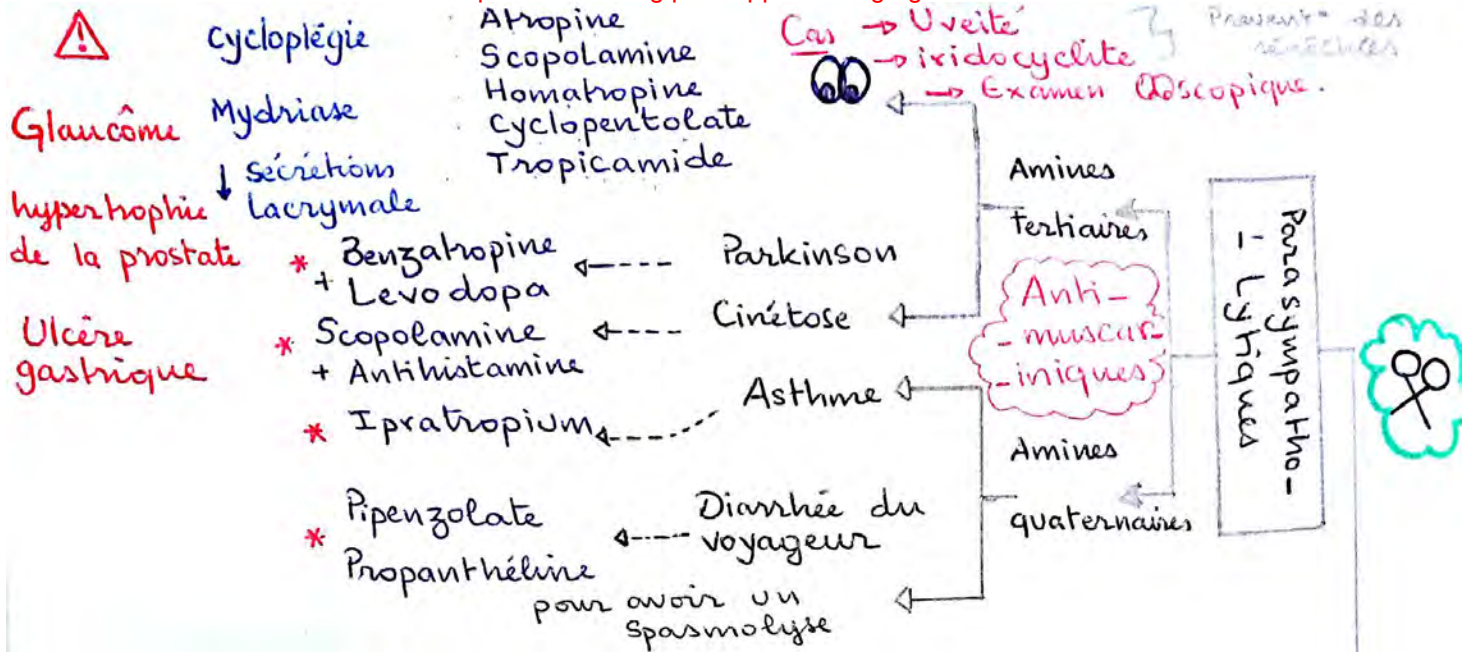 Cycloplégie
Mydriase
↓ Sécrétions
lacrymale
Atropine
Scopolamine
Homatropine
Cyclopentolate
Tropicamide
Cas → Uveité
→ iridocyclite
→ Examen
des
Glaucôme
hypertrophie
de la prostate
Ulcère
gastrique
* Benzatropine
+ Levodopa
Parkinson
* Scopolamine
+ Antihistamine
Cinétose
* Ipratropium
Asthme
* Pipenzolate
Propanthéline
Diarrhée du
voyageur
pour avoir un
Spasmolyse
Amines
tertiaires
Anti-
-muscar-
-iniques
Amines
quaternaires
Parasympatho-
1- Lytiques